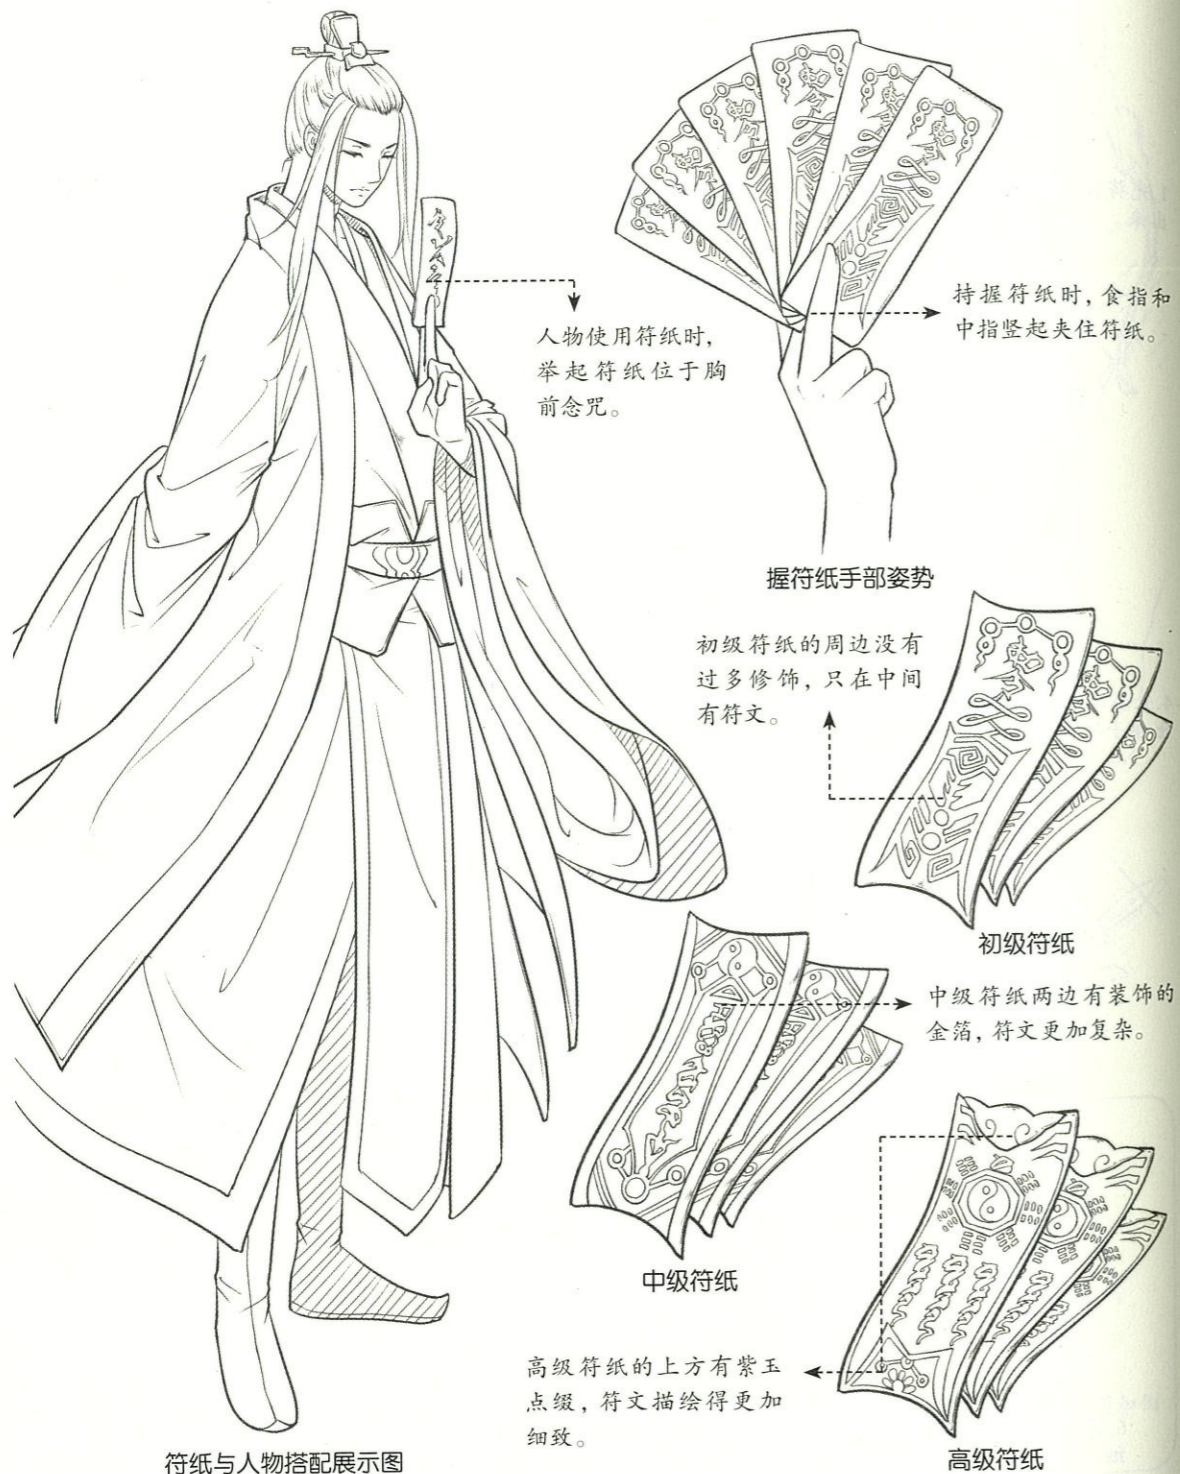 人物使用符纸时，
举起符纸位于胸
前念咒。
持握符纸时，食指和
中指竖起夹住符纸。
握符纸手部姿势
初级符纸的周边没有
过多修饰，只在中间
有符文。
初级符纸
中级符纸两边有装饰的
金箔，符文更加复杂。
中级符纸
高级符纸的上方有紫玉
点缀，符文描绘得更加
细致。
高级符纸
符纸与人物搭配展示图